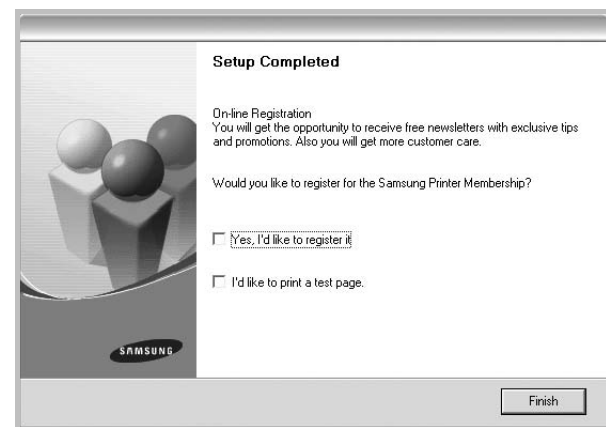 Setup Completed
On-line Registration
You will get the opportunity to receive free newsletters with exclusive tips
and promotions. Also you will get more customer care.
Would you like to register for the Samsung Printer Membership?
Yes, I'd like to register it
I'd like to print a test page.
SAMSUNG
Finish